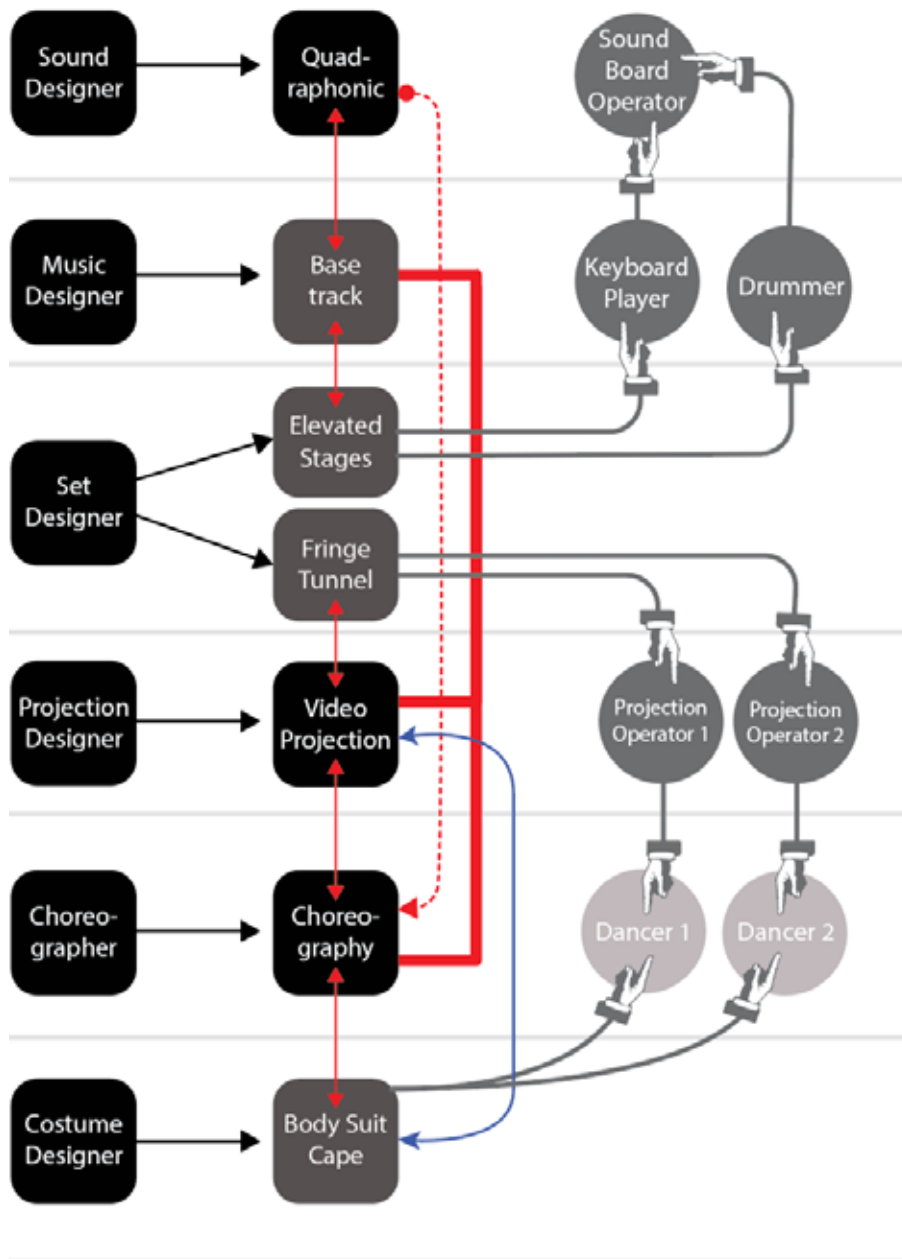 Sound
Designer
Quad-
raphonic
Sound
Board
Operator
Music
Designer
Base
track
Keyboard
Player
Drummer
Set
Designer
Elevated
Stages
Fringe
Tunnel
Projection
Designer
Video
Projection
Projection
Operator 1
Projection
Operator 2
Choreo-
grapher
Choreo-
graphy
Dancer 1
Dancer 2
Costume
Designer
Body Suit
Cape